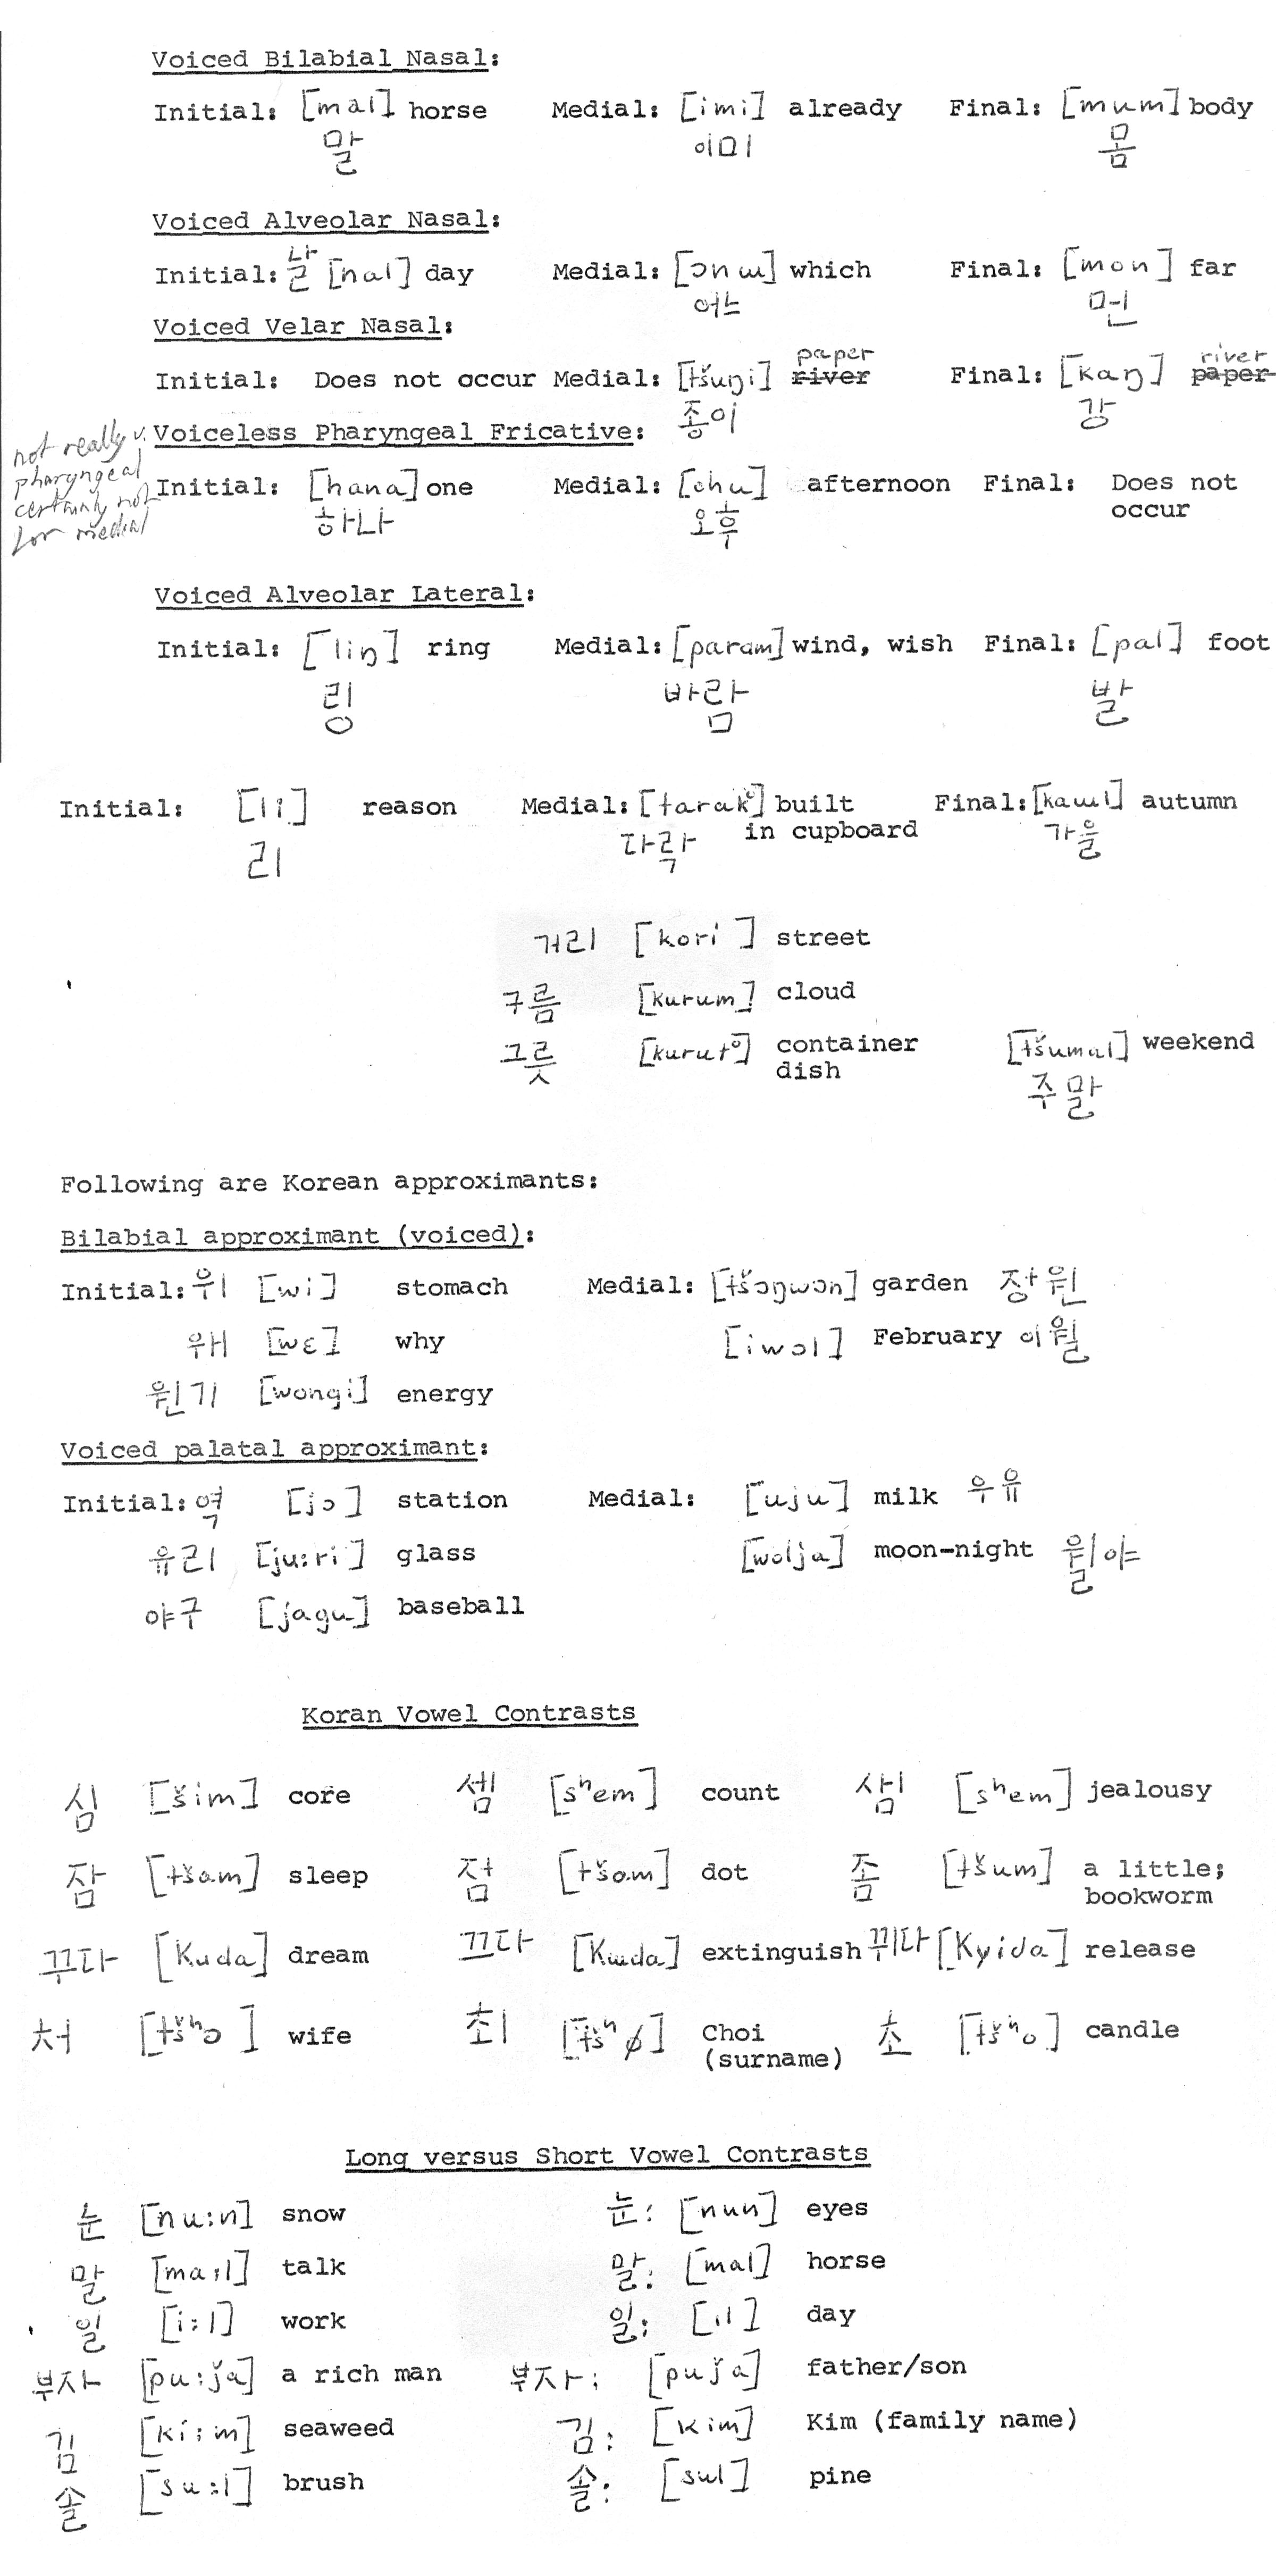 Voiced Bilabial Nasal:
Initial: [mal] horse Medial: [imi] already Final: [mum] body
말 이미 몸
Voiced Alveolar Nasal:
Initial: 날 [nal] day Medial: [ɔnɯ] which Final: [mon] far
어느 먼
Voiced Velar Nasal:
paper river
Initial: Does not occur Medial: [tšuŋi] river Final: [kaŋ] paper
종이 강
not really v. pharyngeal certainly not for medial
Voiceless Pharyngeal Fricative:
Initial: [hana] one Medial: [ohu] afternoon Final: Does not
하나 오후 occur
Voiced Alveolar Lateral:
Initial: [liŋ] ring Medial: [param] wind, wish Final: [pal] foot
링 바람 발
Initial: [li] reason Medial: [tarak°] built Final: [kaɯl] autumn
리 다락 in cupboard 가을
거리 [kori] street
구름 [kurum] cloud
그릇 [kurut°] container [tšumal] weekend
dish 주말
Following are Korean approximants:
Bilabial approximant (voiced):
Initial: 위 [wi] stomach Medial: [tšɔŋwɔn] garden 장원
우ㅐ [wɛ] why [iwɔl] February 이월
원기 [wongi] energy
Voiced palatal approximant:
Initial: 역 [jɔ] station Medial: [uju] milk 우유
유리 [ju:ri] glass [wolja] moon-night 월야
야구 [jagu] baseball
Koran Vowel Contrasts
심 [šim] core 셈 [sʰem] count 샘 [sʰem] jealousy
잠 [tšam] sleep 점 [tšom] dot 좀 [tšum] a little;
bookworm
꾸다 [Kuda] dream 끄다 [Kɯda] extinguish 뀌다 [Kyida] release
처 [tšʰɔ] wife 최 [tšʰø] Choi 초 [tšʰo] candle
(surname)
Long versus Short Vowel Contrasts
눈 [nu:n] snow 눈: [nun] eyes
말 [ma:l] talk 말: [mal] horse
일 [i:l] work 일: [il] day
부자 [pu:ǰa] a rich man 부자: [puǰa] father/son
김 [ki:m] seaweed 김: [kim] Kim (family name)
솔 [su:l] brush 솔: [sul] pine